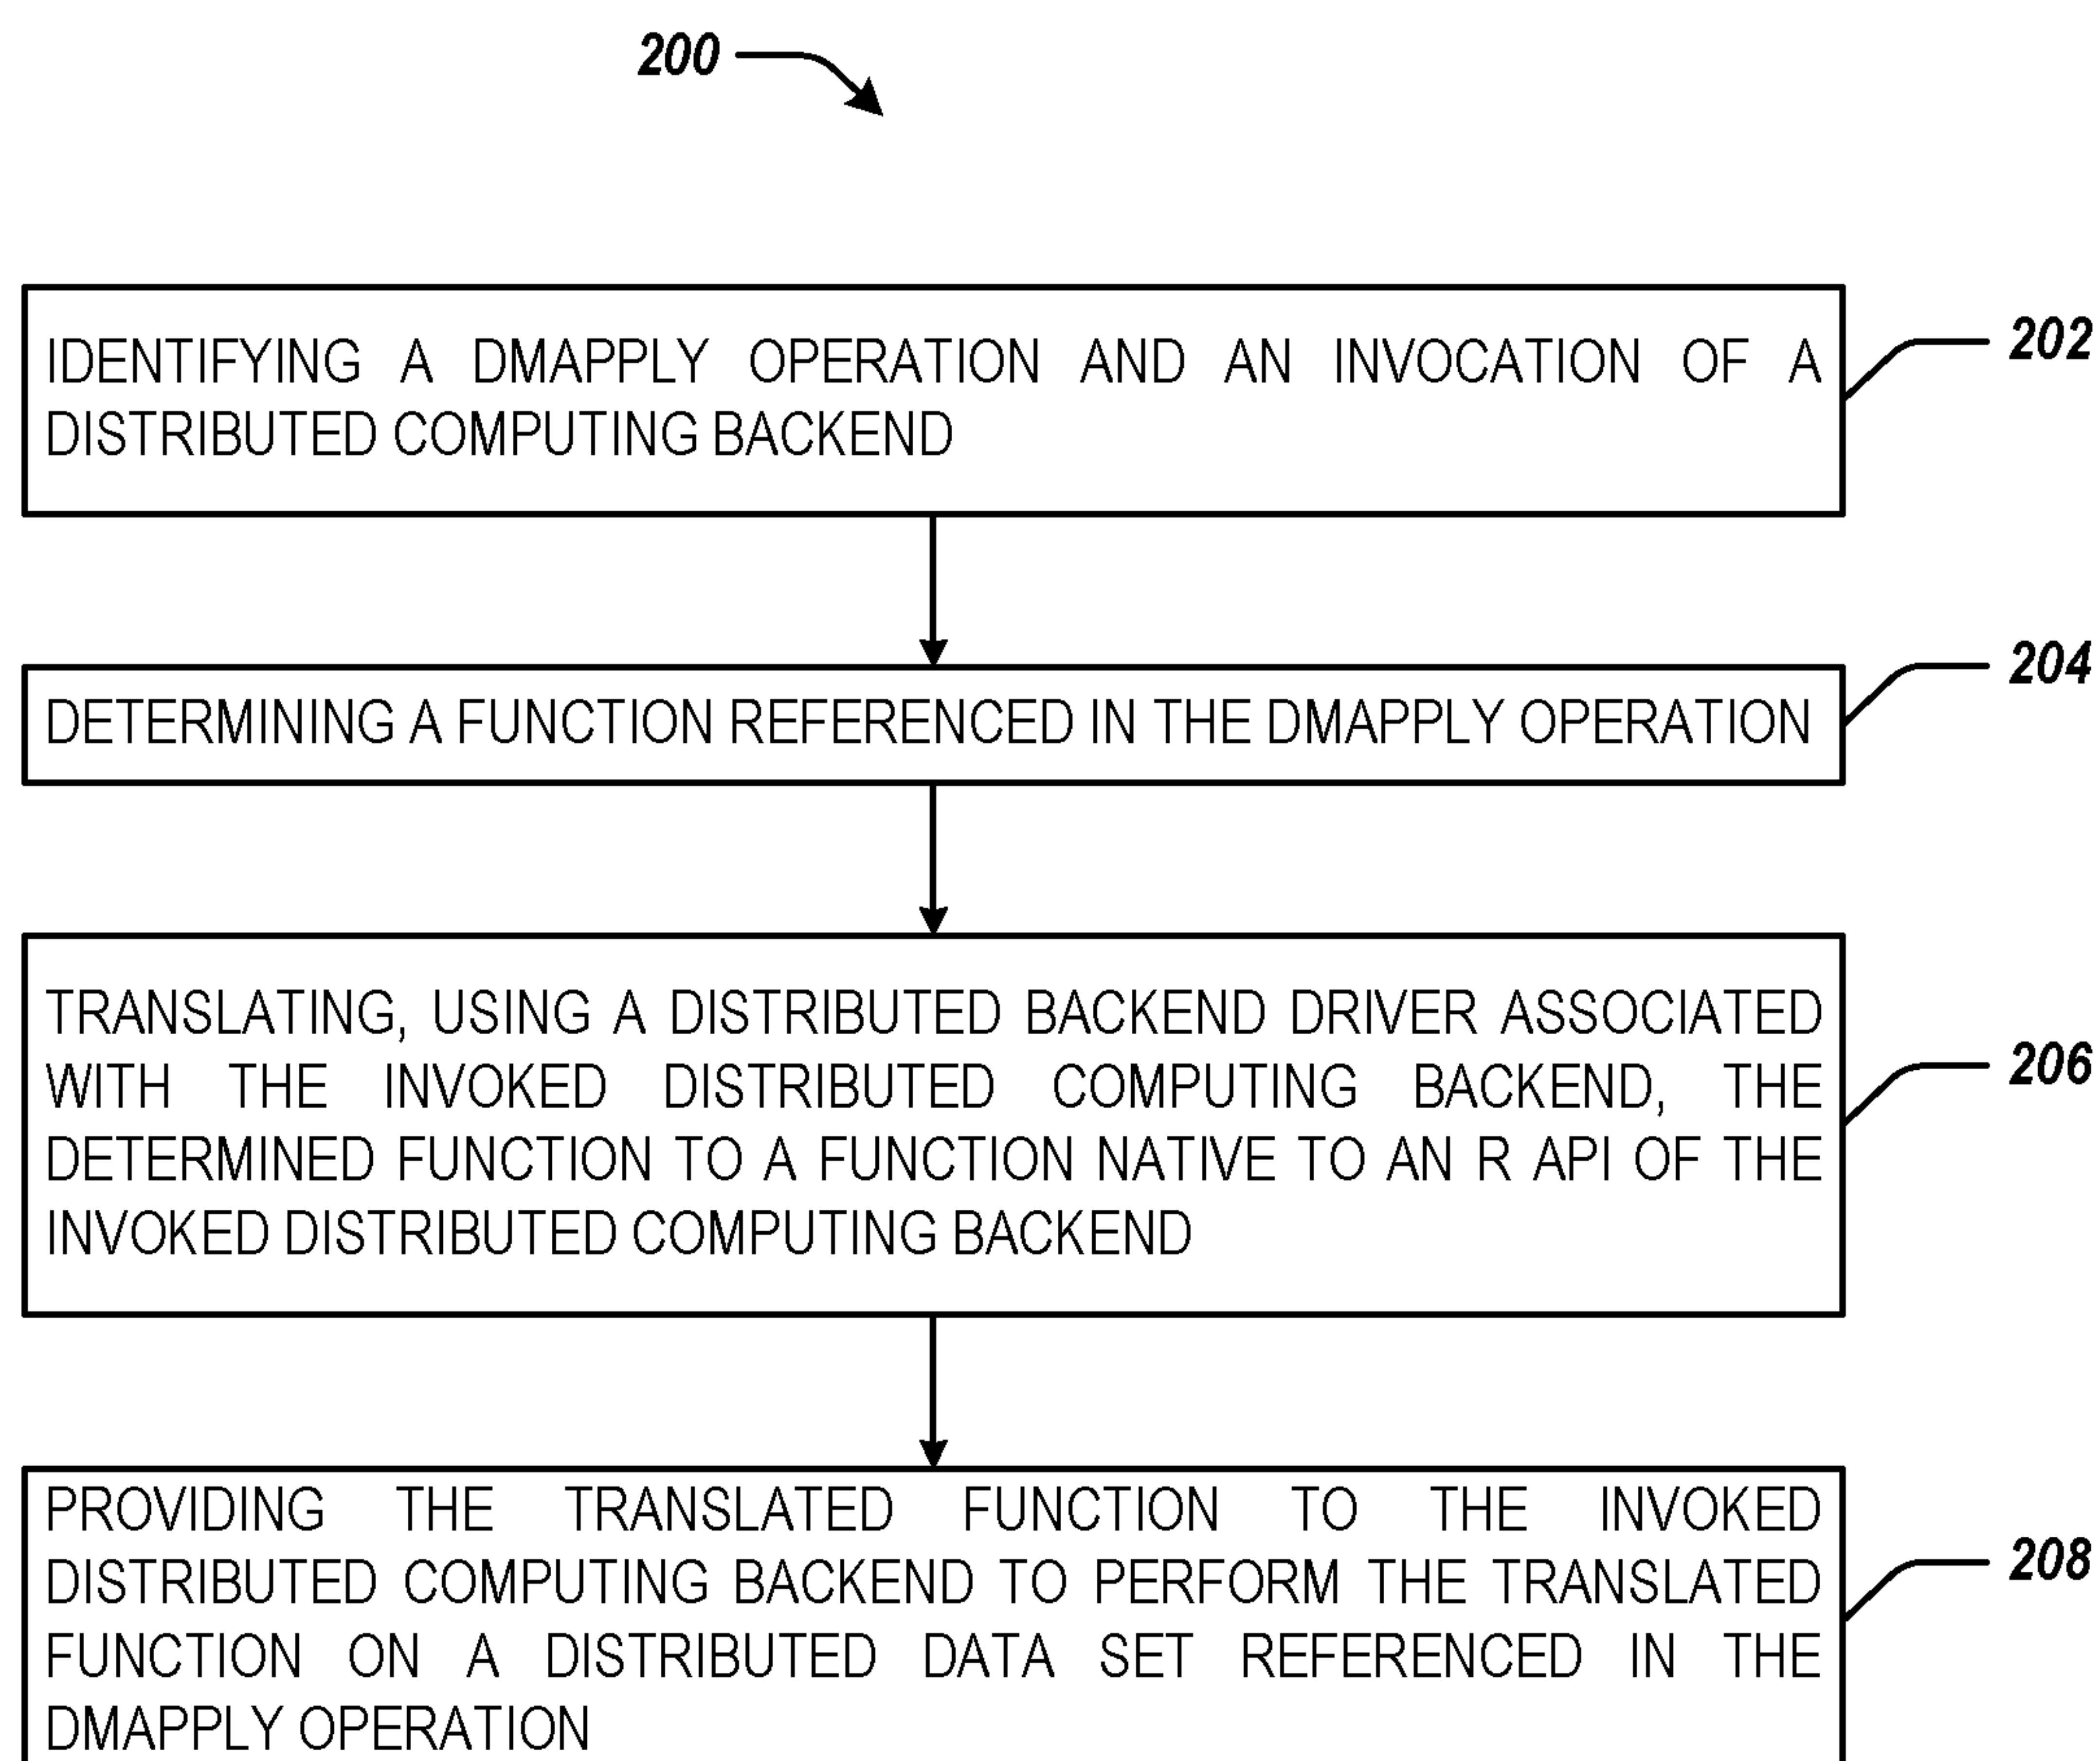 200
IDENTIFYING A DMAPPLY OPERATION AND AN INVOCATION OF A
DISTRIBUTED COMPUTING BACKEND
202
DETERMINING A FUNCTION REFERENCED IN THE DMAPPLY OPERATION
204
TRANSLATING, USING A DISTRIBUTED BACKEND DRIVER ASSOCIATED
WITH THE INVOKED DISTRIBUTED COMPUTING BACKEND, THE
DETERMINED FUNCTION TO A FUNCTION NATIVE TO AN R API OF THE
INVOKED DISTRIBUTED COMPUTING BACKEND
206
PROVIDING THE TRANSLATED FUNCTION TO THE INVOKED
DISTRIBUTED COMPUTING BACKEND TO PERFORM THE TRANSLATED
FUNCTION ON A DISTRIBUTED DATA SET REFERENCED IN THE
DMAPPLY OPERATION
208